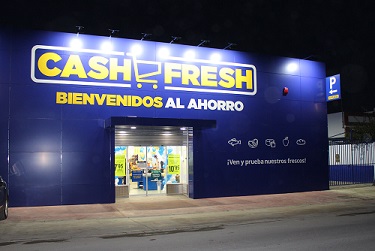 CASH FRESH
BIENVENIDOS AL AHORRO
P
¡Ven y prueba nuestros frescos!